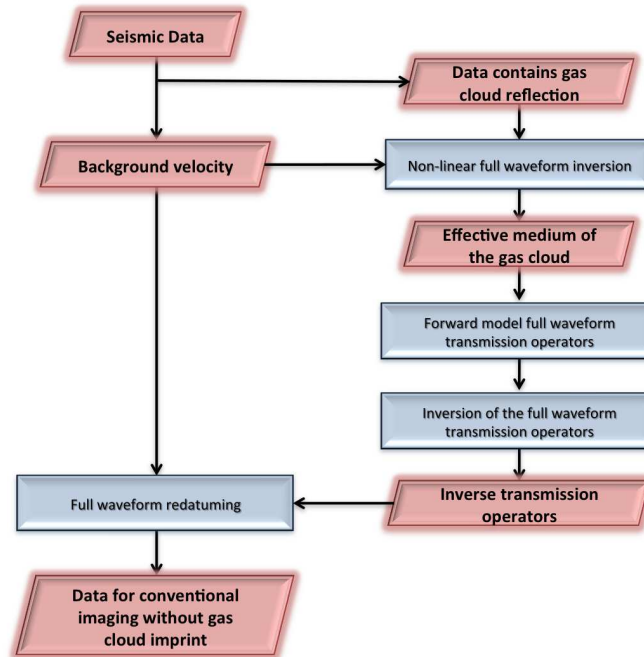 Seismic Data
Data contains gas
cloud reflection
Background velocity
Non-linear full waveform inversion
Effective medium of
the gas cloud
Forward model full waveform
transmission operators
Inversion of the full waveform
transmission operators
Full waveform redatuming
Inverse transmission
operators
Data for conventional
imaging without gas
cloud imprint